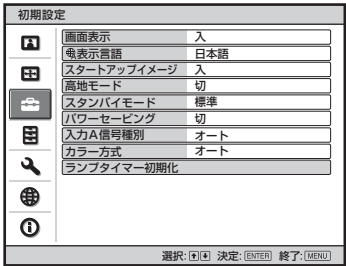 初期設定
画面表示 入
表示言語 日本語
スタートアップイメージ 入
高地モード 切
スタンバイモード 標準
パワーセービング 切
入力A信号種別 オート
カラー方式 オート
ランプタイマー初期化
選択: 決定: ENTER 終了: MENU